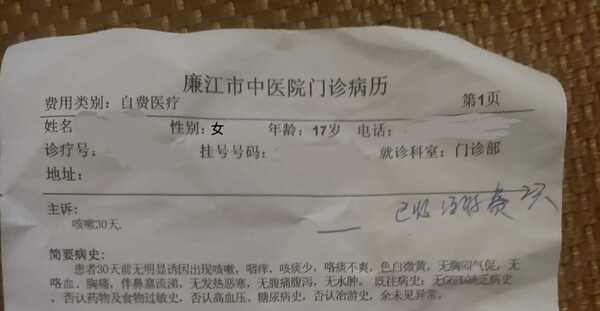 廉江市中医院门诊病历
费用类别：自费医疗 第1页
姓名 性别：女 年龄：17岁 电话：
诊疗号： 挂号号码： 就诊科室：门诊部
地址：
主诉：
咳嗽30天.
已收 费 天
简要病史：
患者30天前无明显诱因出现咳嗽，咽痒，咳痰少，咯痰不爽，色白微黄，无胸闷气促，无
咯血、胸痛，伴鼻塞流涕，无发热恶寒，无腹痛腹泻，无水肿。 既往病史：
，否认药物及食物过敏史，否认高血压、糖尿病史，否认冶游史，余未见异常。